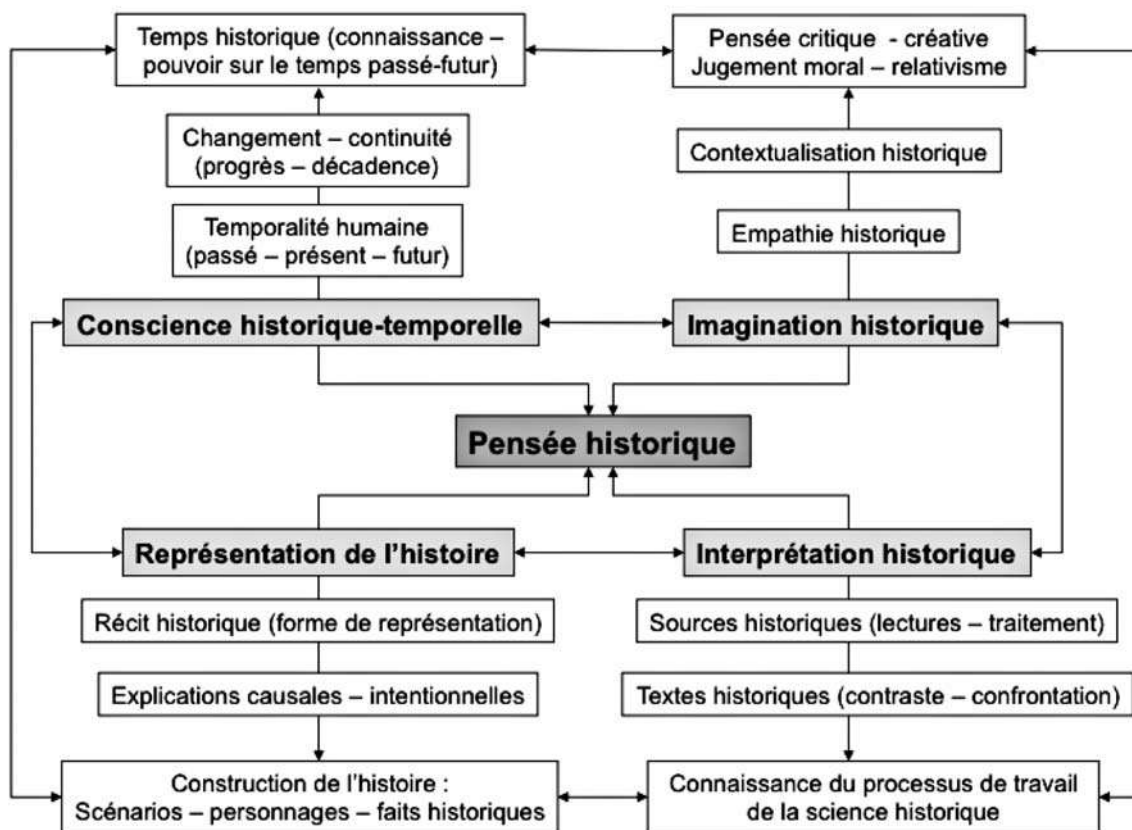 Temps historique (connaissance –
pouvoir sur le temps passé-futur)
Pensée critique - créative
Jugement moral – relativisme
Changement – continuité
(progrès – décadence)
Contextualisation historique
Temporalité humaine
(passé – présent – futur)
Empathie historique
Conscience historique-temporelle
Imagination historique
Pensée historique
Représentation de l’histoire
Interprétation historique
Récit historique (forme de représentation)
Sources historiques (lectures – traitement)
Explications causales – intentionnelles
Textes historiques (contraste – confrontation)
Construction de l’histoire :
Scénarios – personnages – faits historiques
Connaissance du processus de travail
de la science historique